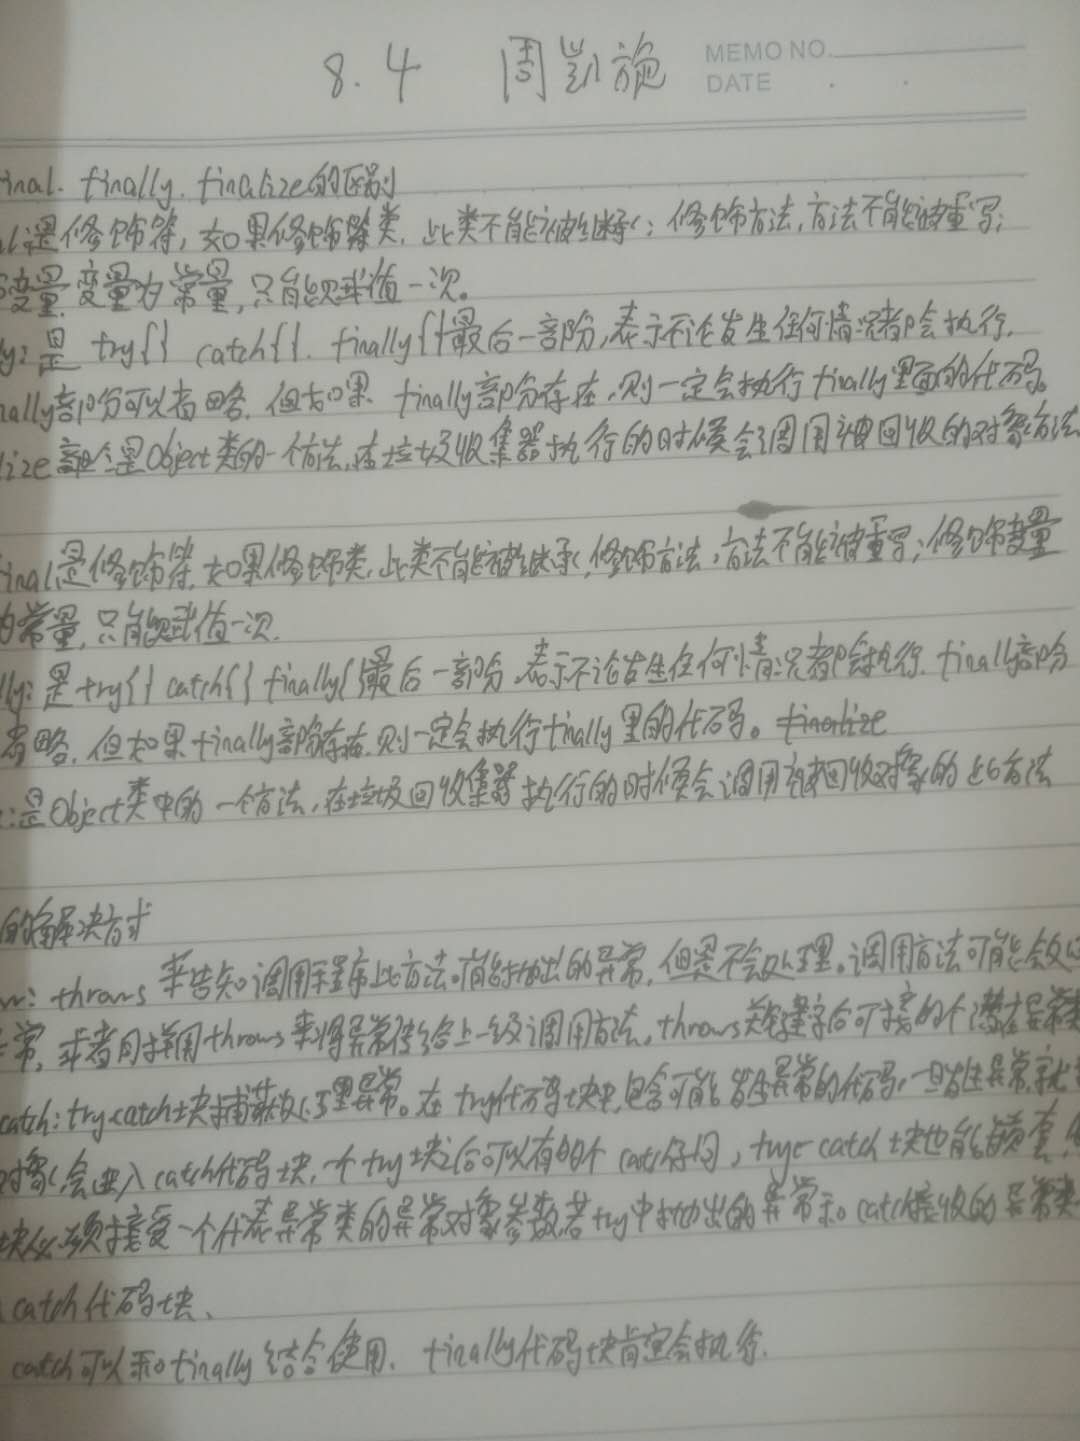 8.4 周凯旋 MEMO NO.
DATE
inal. finally. finalize的区别
l:是修饰符,如果修饰类,此类不能被继承;修饰方法,方法不能被重写;
变量,变量为常量,只能赋值一次。
ly:是 try{} catch{}. finally{}最后一部分,表示不论发生任何情况都会执行.
nally部份可以省略,但如果 finally部分存在,则一定会执行finally里面的代码。
lize 是Object类的一个方法,在垃圾收集器执行的时候会调用被回收的对象方法
inal,是修饰符,如果修饰类,此类不能被继承,修饰方法,方法不能被重写;修饰变量
为常量,只能赋值一次.
lly:是try{} catch{} finally{}最后一部分,表示不论发生任何情况都会执行. finally部份
省略,但如果finally部份存在,则一定会执行finally里的代码。finalize
:是Object类中的一个方法,在垃圾回收集器执行的时候会调用被回收对象的此方法
的解决方式
w: throws 来告知调用程序此方法可能抛出的异常,但是不会处理。调用方法可能会处
常,或者同样用throws来将异常传给上一级调用方法。throws关键字后可接的个潜在异常类
catch:try-catch块捕获处理异常。在try代码块中,包含可能发生异常的代码,一旦发生异常,就
对象,会进入catch代码块,一个try块后可以有的个catch子句,try-catch块也能嵌套,
块必须接受一个代表异常类的异常对象参数,若try中抛出的异常和catch接收的异常类
catch代码块、
catch可以和finally结合使用、finally代码块肯定会执行.